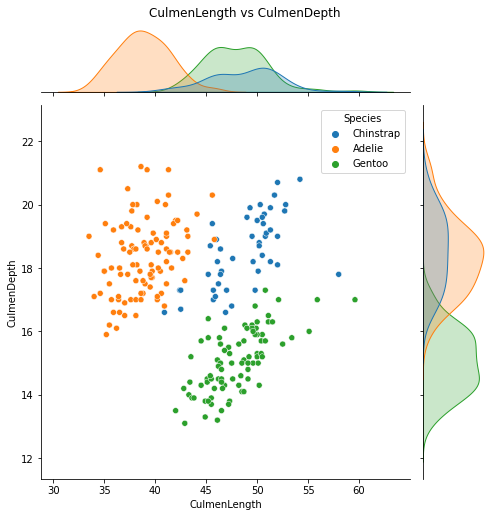 CulmenLength vs CulmenDepth
Species
Chinstrap
Adelie
Gentoo
22
20
18
16
14
12
CulmenDepth
30 35 40 45 50 55 60
CulmenLength